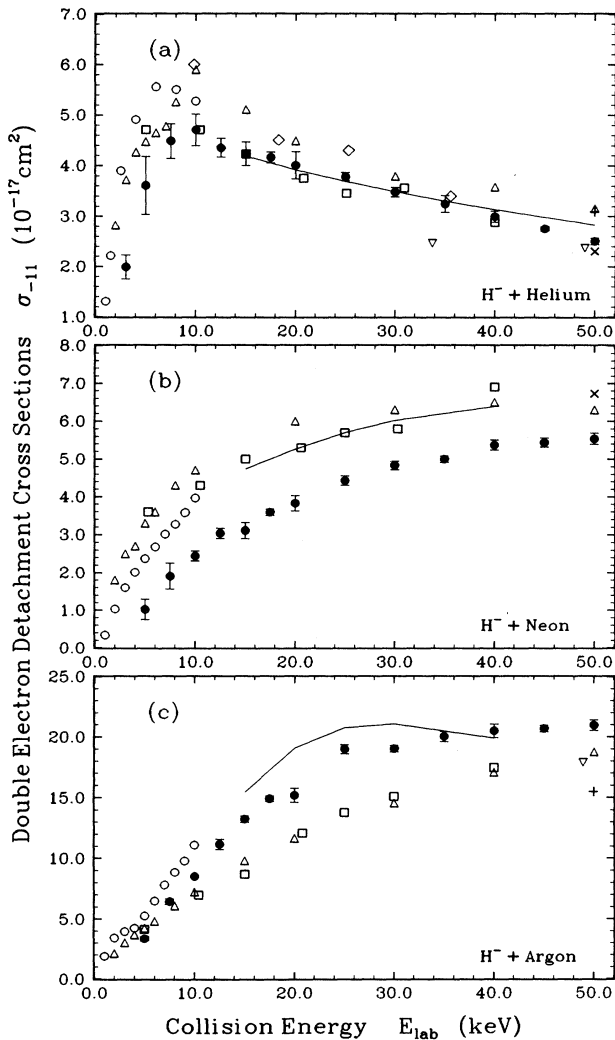 Double Electron Detachment Cross Sections σ₋₁₁ (10⁻¹⁷cm²)
(a)
7.0
6.0
5.0
4.0
3.0
2.0
1.0
H⁻ + Helium
0.0 10.0 20.0 30.0 40.0 50.0
(b)
8.0
7.0
6.0
5.0
4.0
3.0
2.0
1.0
0.0
H⁻ + Neon
0.0 10.0 20.0 30.0 40.0 50.0
(c)
25.0
20.0
15.0
10.0
5.0
0.0
H⁻ + Argon
0.0 10.0 20.0 30.0 40.0 50.0
Collision Energy E_lab (keV)